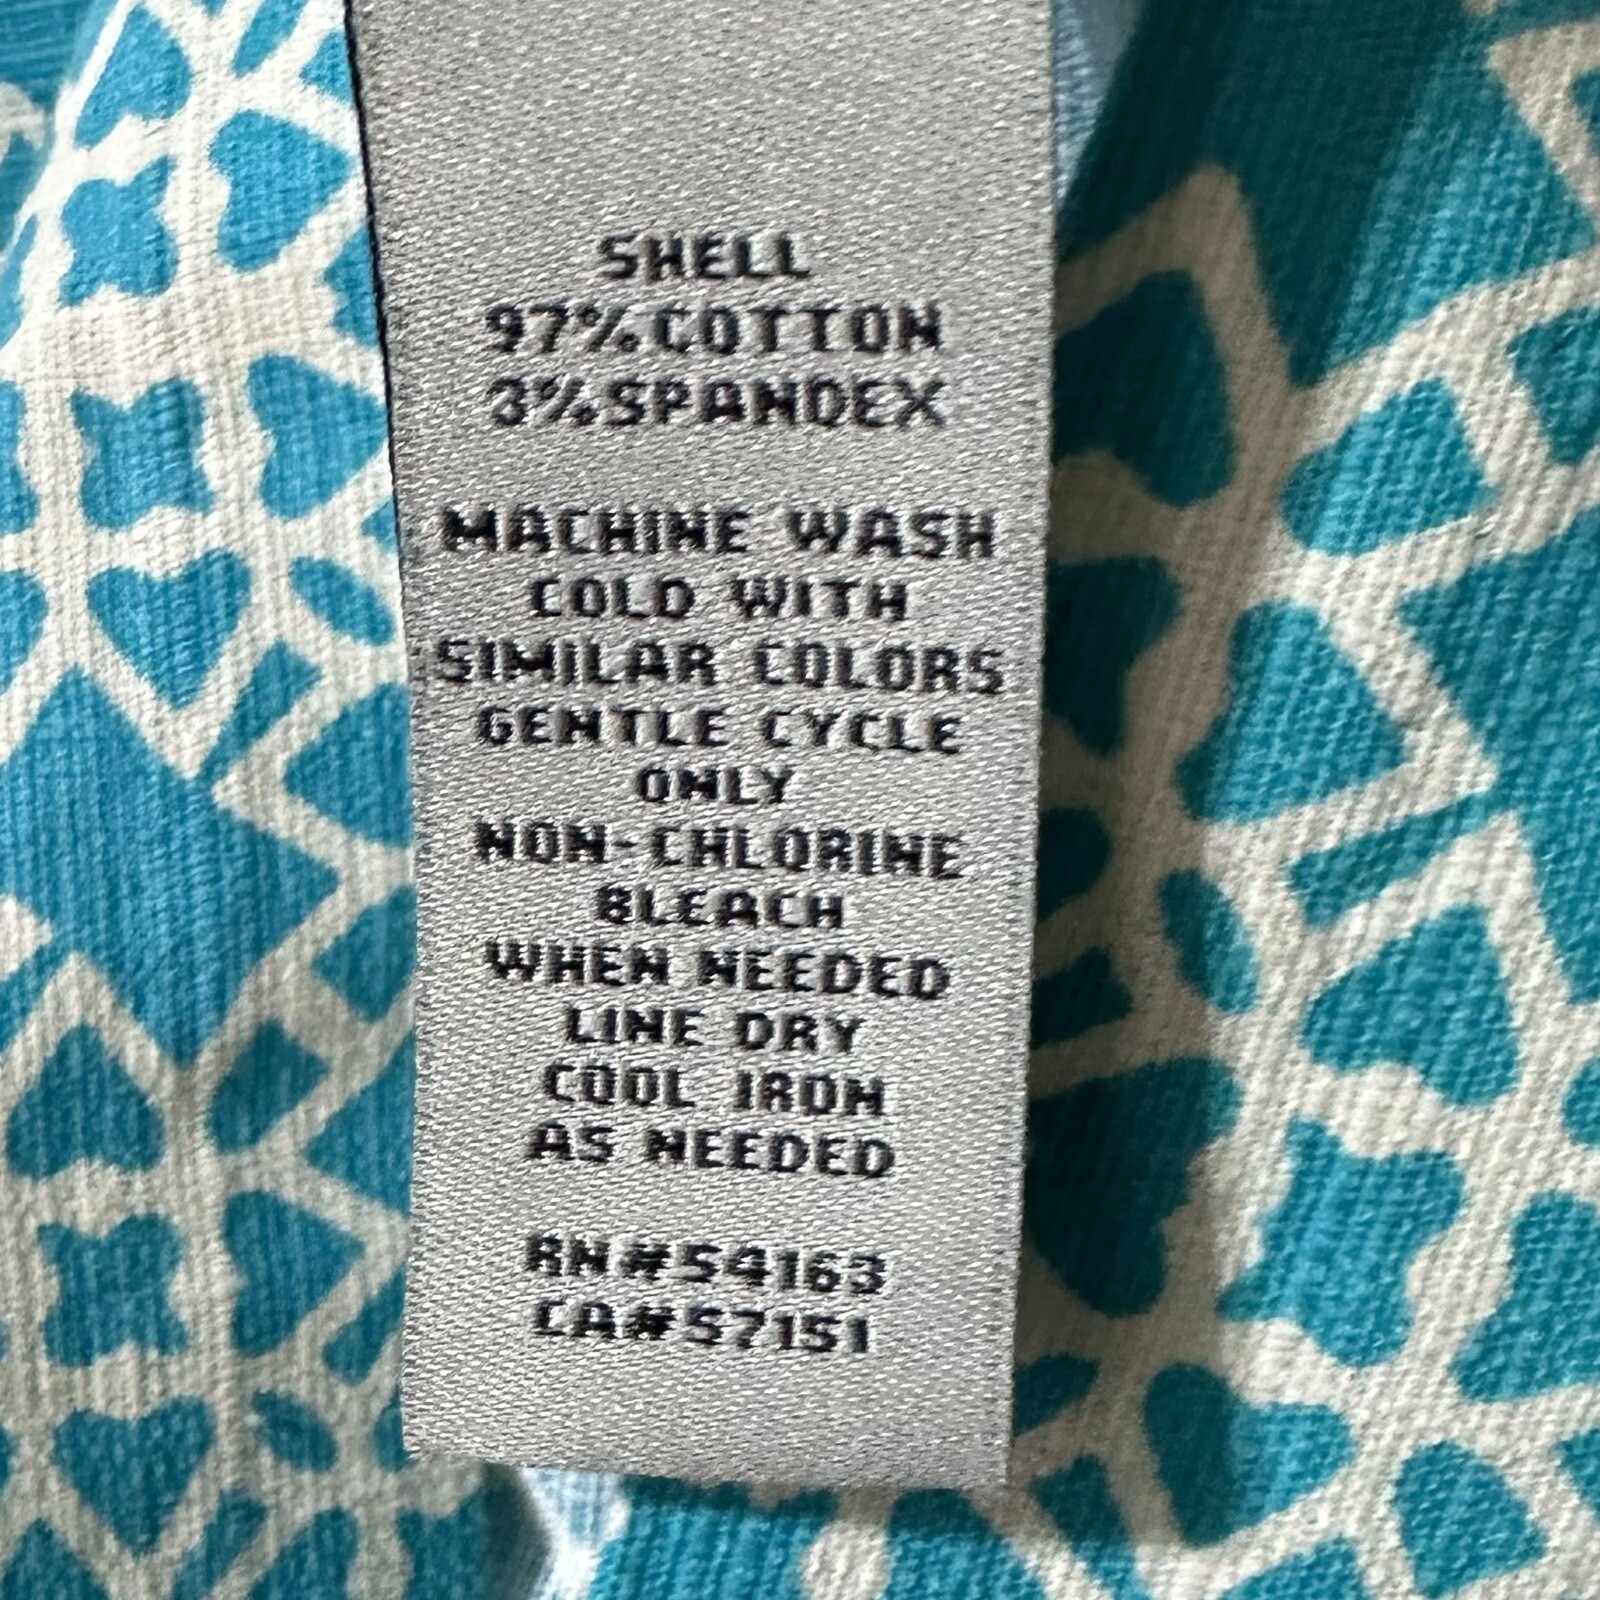 SHELL
97%COTTON
3%SPANDEX
MACHINE WASH
COLD WITH
SIMILAR COLORS
GENTLE CYCLE
ONLY
NON-CHLORINE
BLEACH
WHEN NEEDED
LINE DRY
COOL IRON
AS NEEDED
RN#54163
CA#57151